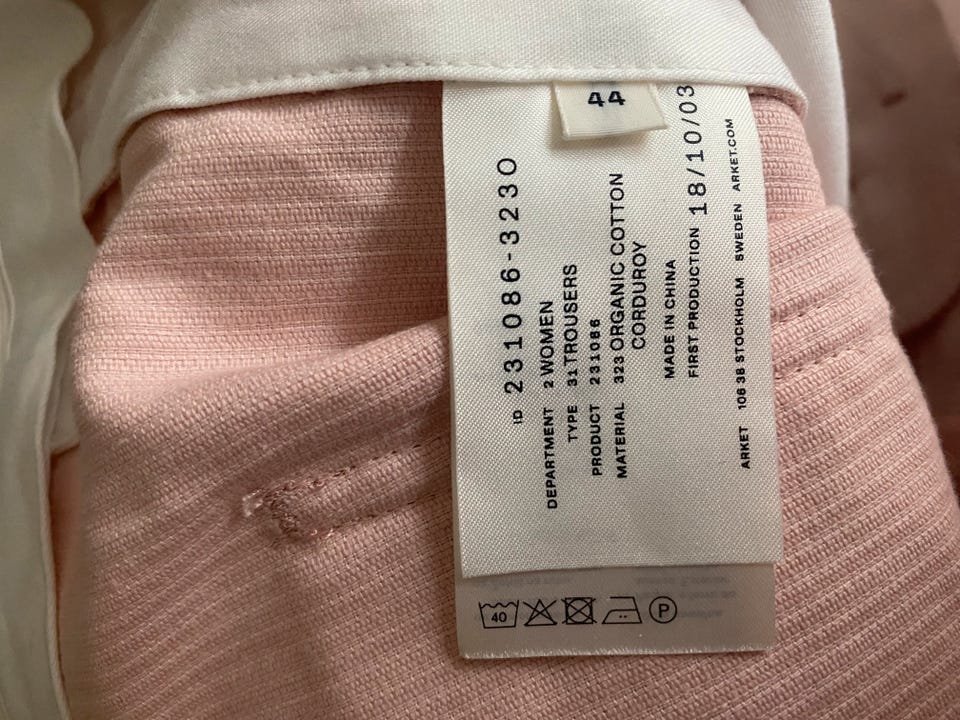 44
ID 231086-323O
DEPARTMENT 2 WOMEN
TYPE 31 TROUSERS
PRODUCT 231086
MATERIAL 323 ORGANIC COTTON
CORDUROY
MADE IN CHINA
FIRST PRODUCTION 18/10/03
ARKET 106 38 STOCKHOLM SWEDEN ARKET.COM
40
P